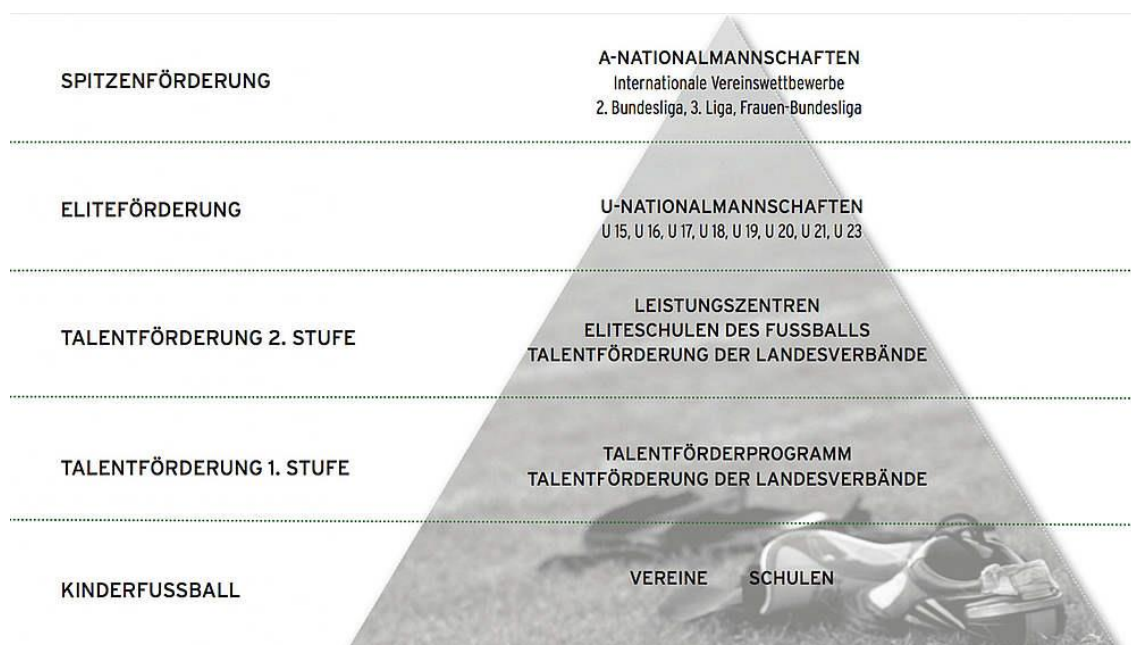 SPITZENFÖRDERUNG
A-NATIONALMANNSCHAFTEN
Internationale Vereinswettbewerbe
2. Bundesliga, 3. Liga, Frauen-Bundesliga
ELITEFÖRDERUNG
U-NATIONALMANNSCHAFTEN
U 15, U 16, U 17, U 18, U 19, U 20, U 21, U 23
TALENTFÖRDERUNG 2. STUFE
LEISTUNGSZENTREN
ELITESCHULEN DES FUSSBALLS
TALENTFÖRDERUNG DER LANDESVERBÄNDE
TALENTFÖRDERUNG 1. STUFE
TALENTFÖRDERPROGRAMM
TALENTFÖRDERUNG DER LANDESVERBÄNDE
KINDERFUSSBALL
VEREINE SCHULEN